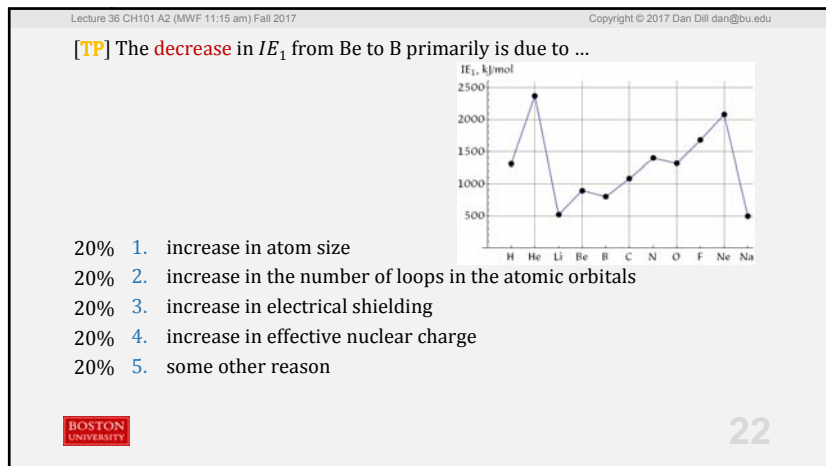 Lecture 36 CH101 A2 (MWF 11:15 am) Fall 2017 Copyright © 2017 Dan Dill dan@bu.edu
[TP] The decrease in IE₁ from Be to B primarily is due to …
IE₁, kJ/mol
2500
2000
1500
1000
500
H He Li Be B C N O F Ne Na
20% 1. increase in atom size
20% 2. increase in the number of loops in the atomic orbitals
20% 3. increase in electrical shielding
20% 4. increase in effective nuclear charge
20% 5. some other reason
BOSTON
UNIVERSITY
22